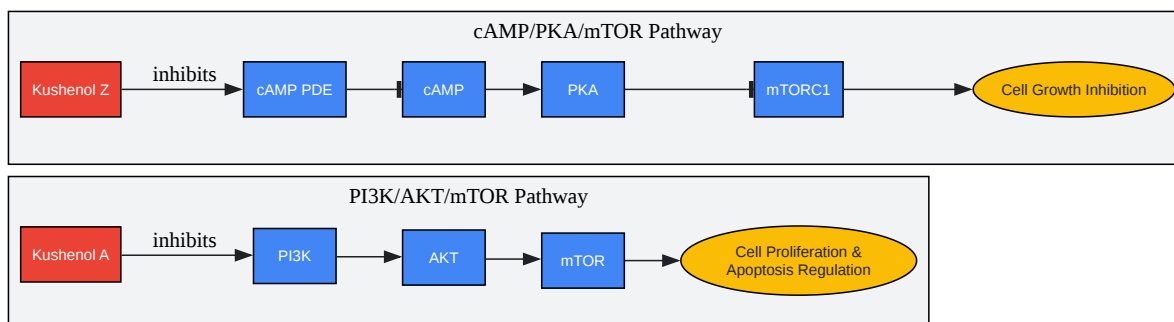 cAMP/PKA/mTOR Pathway
Kushenol Z
inhibits
cAMP PDE
cAMP
PKA
mTORC1
Cell Growth Inhibition
PI3K/AKT/mTOR Pathway
Kushenol A
inhibits
PI3K
AKT
mTOR
Cell Proliferation &
Apoptosis Regulation